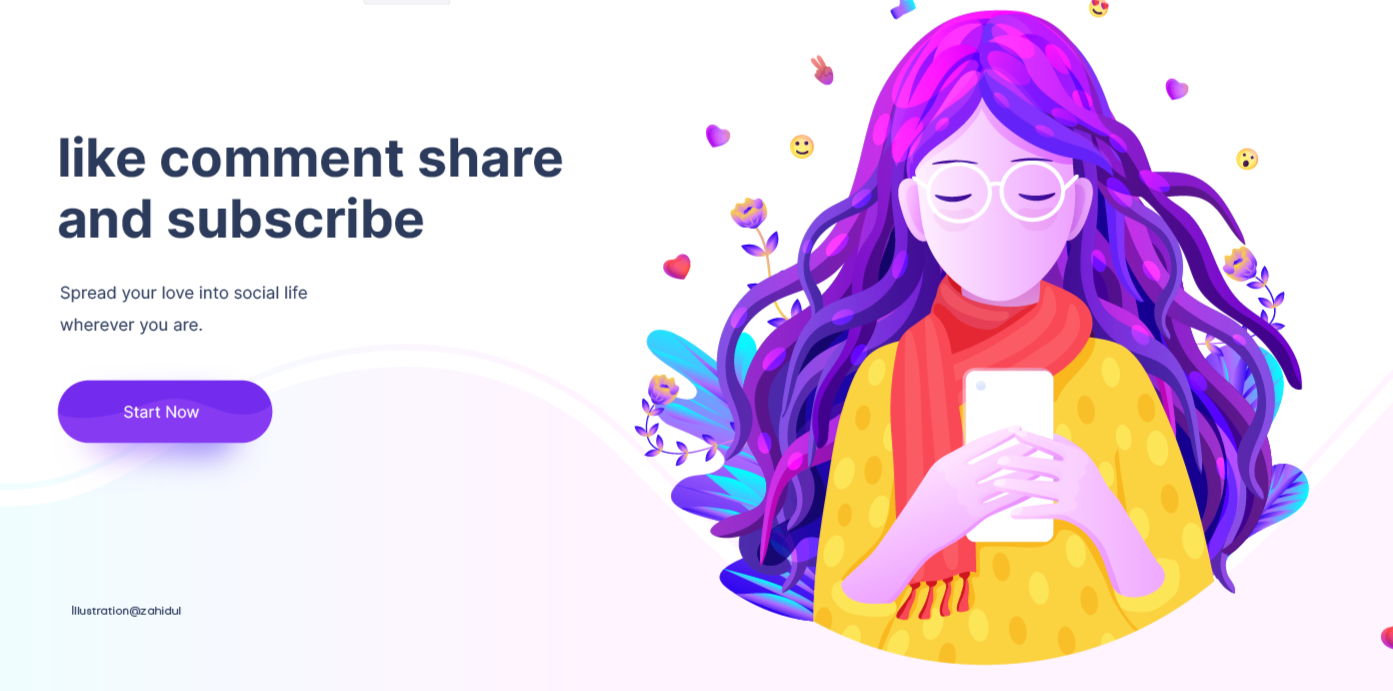 like comment share
and subscribe
Spread your love into social life
wherever you are.
Start Now
Illustration@zahidul